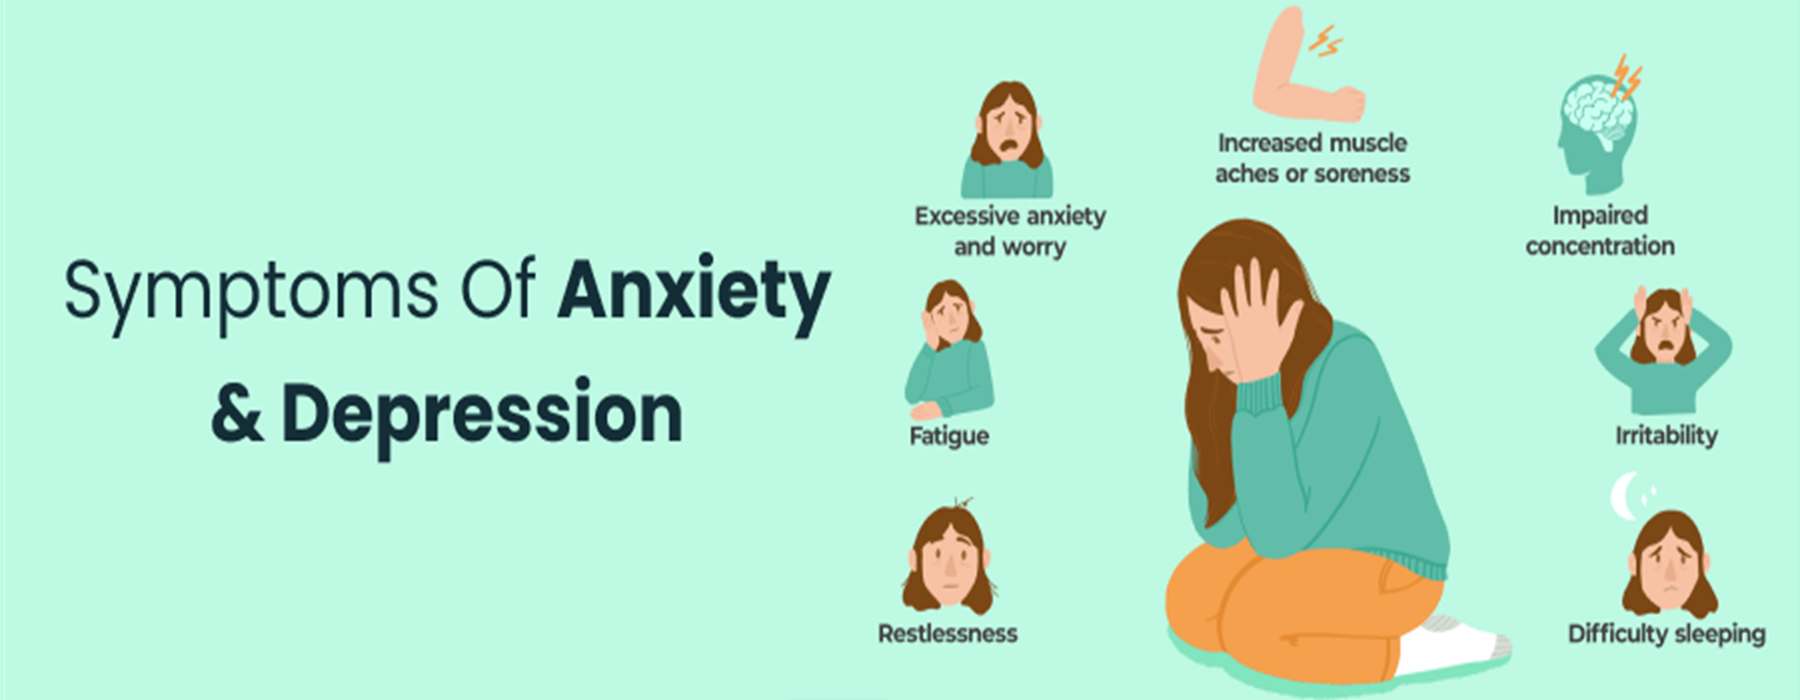 Symptoms Of Anxiety
& Depression
Increased muscle
aches or soreness
Excessive anxiety
and worry
Impaired
concentration
Fatigue
Irritability
Restlessness
Difficulty sleeping